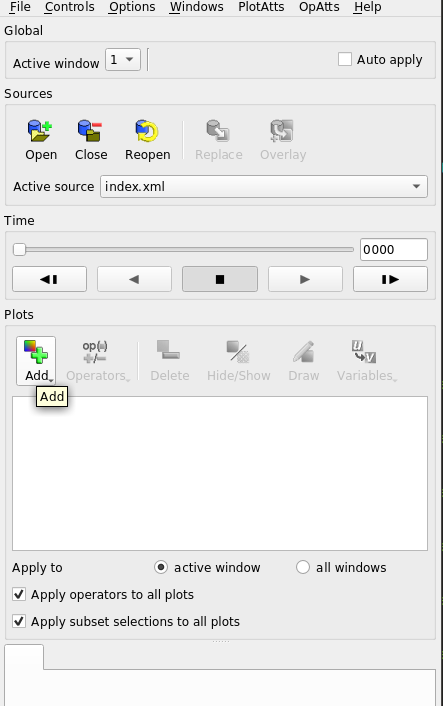 File Controls Options Windows PlotAtts OpAtts Help
Global
Active window 1 Auto apply
Sources
Open Close Reopen Replace Overlay
Active source index.xml
Time
0000
Plots
op(i)
+/-
U
V
Add Operators Delete Hide/Show Draw Variables
Add
Apply to active window all windows
Apply operators to all plots
Apply subset selections to all plots